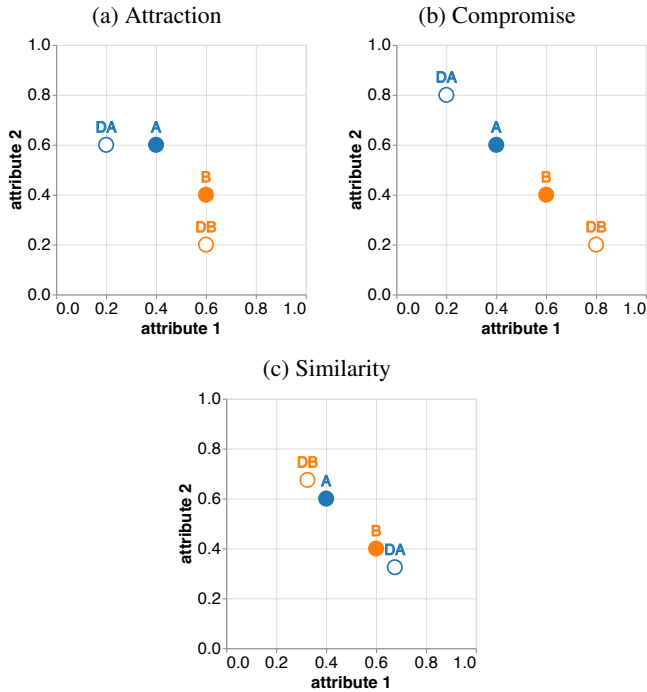 (a) Attraction
1.0
0.8
0.6
0.4
0.2
0.0
DA
A
B
DB
0.0 0.2 0.4 0.6 0.8 1.0
attribute 1
attribute 2
(b) Compromise
1.0
0.8
0.6
0.4
0.2
0.0
DA
A
B
DB
0.0 0.2 0.4 0.6 0.8 1.0
attribute 1
attribute 2
(c) Similarity
1.0
0.8
0.6
0.4
0.2
0.0
DB
A
B
DA
0.0 0.2 0.4 0.6 0.8 1.0
attribute 1
attribute 2